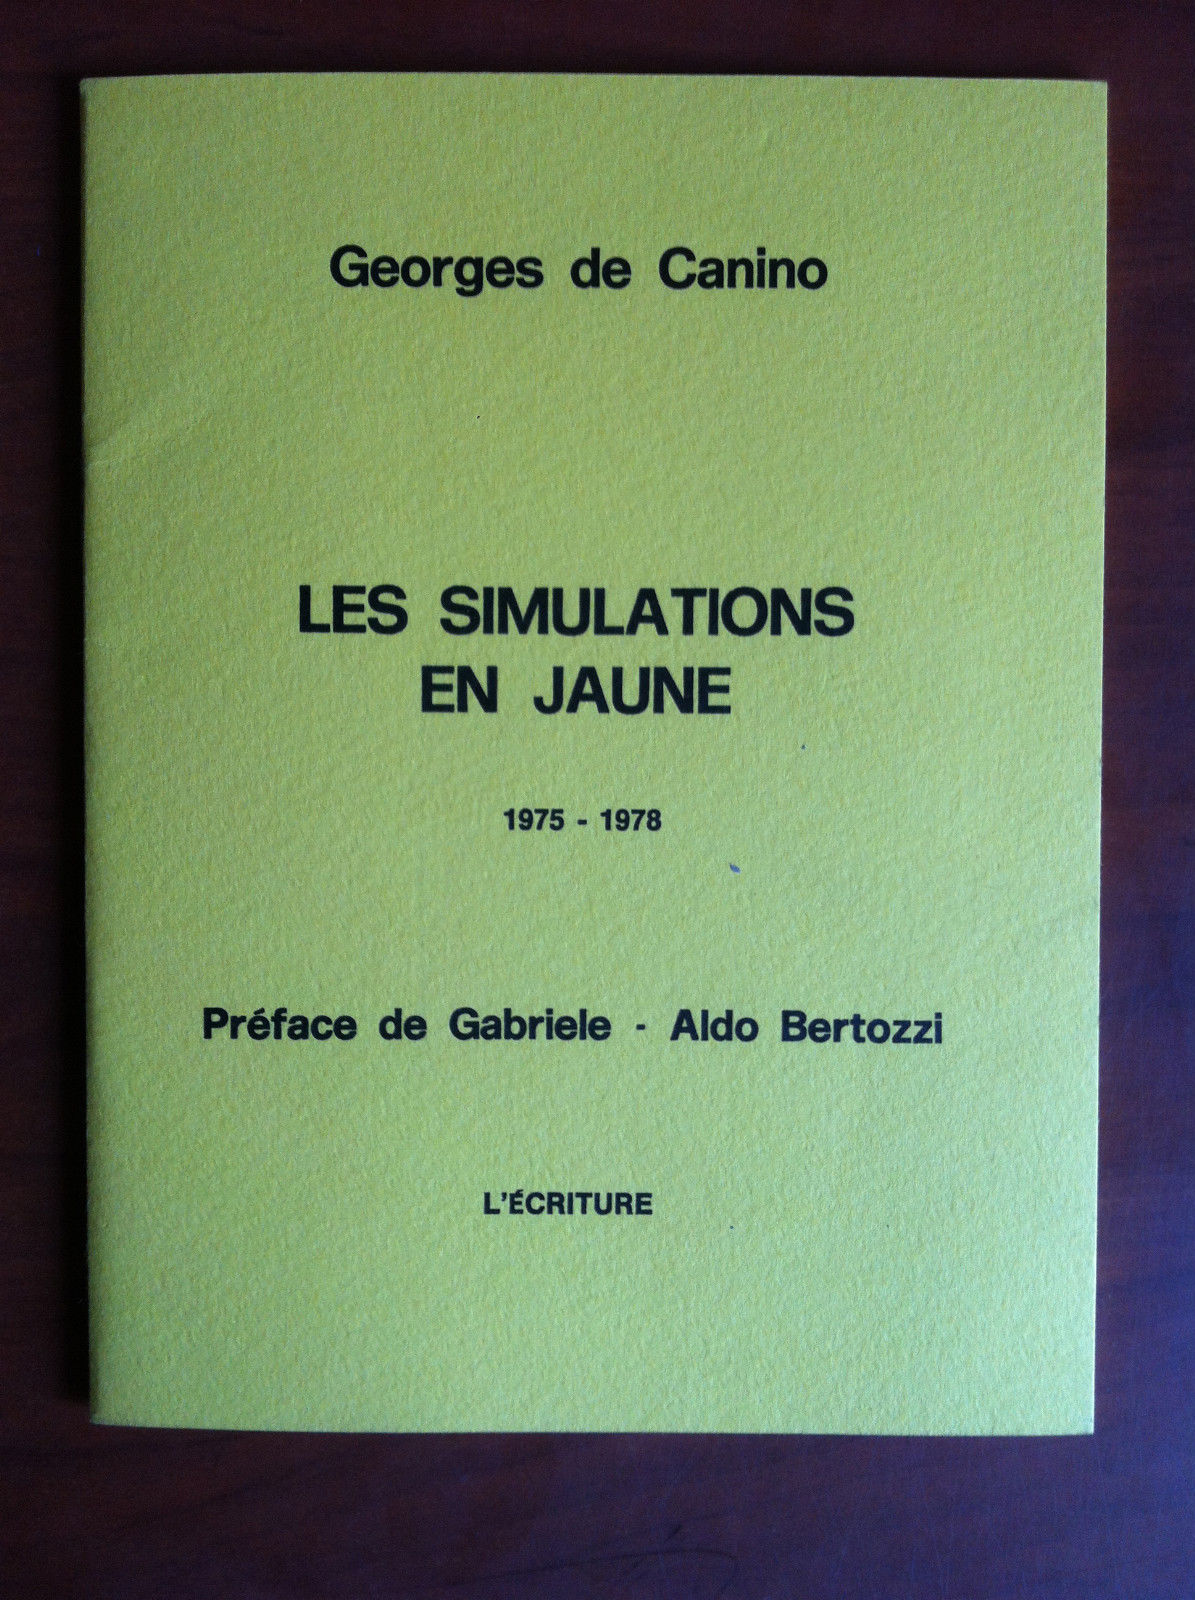 Georges de Canino
LES SIMULATIONS
EN JAUNE
1975 - 1978
Préface de Gabriele - Aldo Bertozzi
L'ÉCRITURE